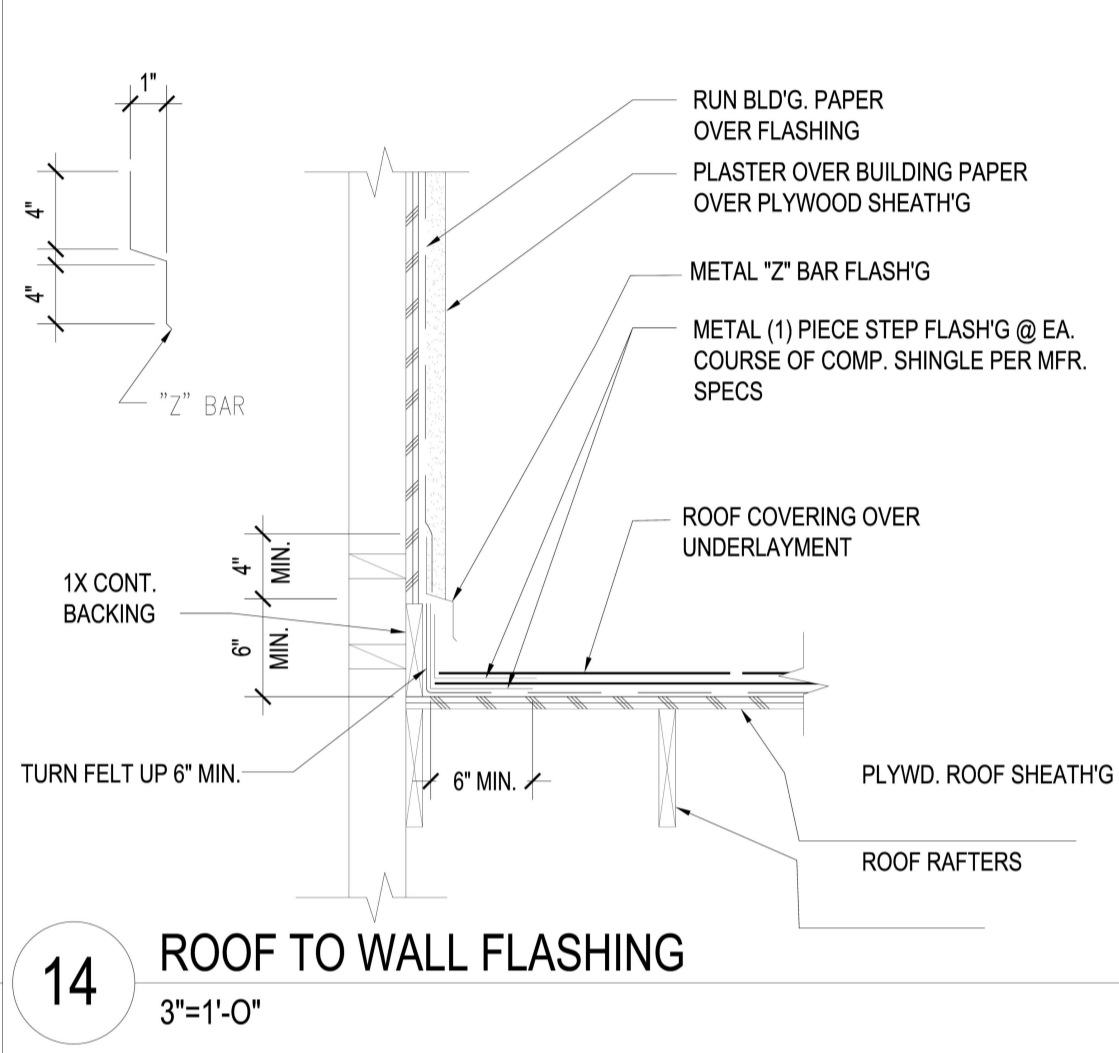 1"
4"
4"
"Z" BAR
RUN BLD'G. PAPER
OVER FLASHING
PLASTER OVER BUILDING PAPER
OVER PLYWOOD SHEATH'G
METAL "Z" BAR FLASH'G
METAL (1) PIECE STEP FLASH'G @ EA.
COURSE OF COMP. SHINGLE PER MFR.
SPECS
ROOF COVERING OVER
UNDERLAYMENT
4"
MIN.
1X CONT.
BACKING
6"
MIN.
TURN FELT UP 6" MIN.
6" MIN.
PLYWD. ROOF SHEATH'G
ROOF RAFTERS
14
ROOF TO WALL FLASHING
3"=1'-O"